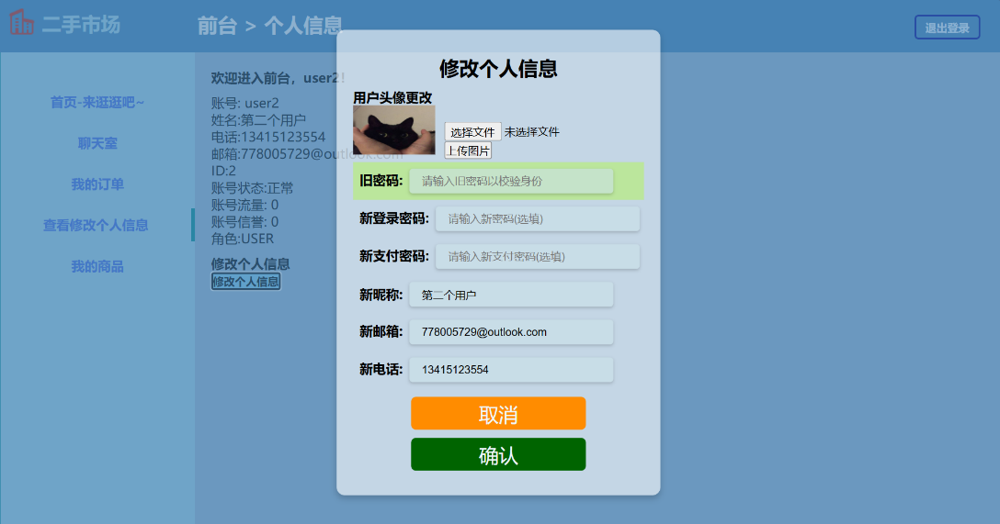 二手市场
前台 > 个人信息
退出登录
首页-来逛逛吧~
聊天室
我的订单
查看修改个人信息
我的商品
欢迎进入前台，user2!
账号: user2
姓名:第二个用户
电话:13415123554
邮箱:778005729@outlook.com
ID:2
账号状态:正常
账号流量: 0
账号信誉: 0
角色:USER
修改个人信息
修改个人信息
修改个人信息
用户头像更改
选择文件 未选择文件
上传图片
旧密码: 请输入旧密码以校验身份
新登录密码: 请输入新密码(选填)
新支付密码: 请输入新支付密码(选填)
新昵称: 第二个用户
新邮箱: 778005729@outlook.com
新电话: 13415123554
取消
确认